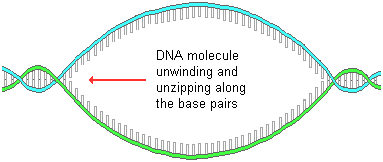 DNA molecule
unwinding and
unzipping along
the base pairs